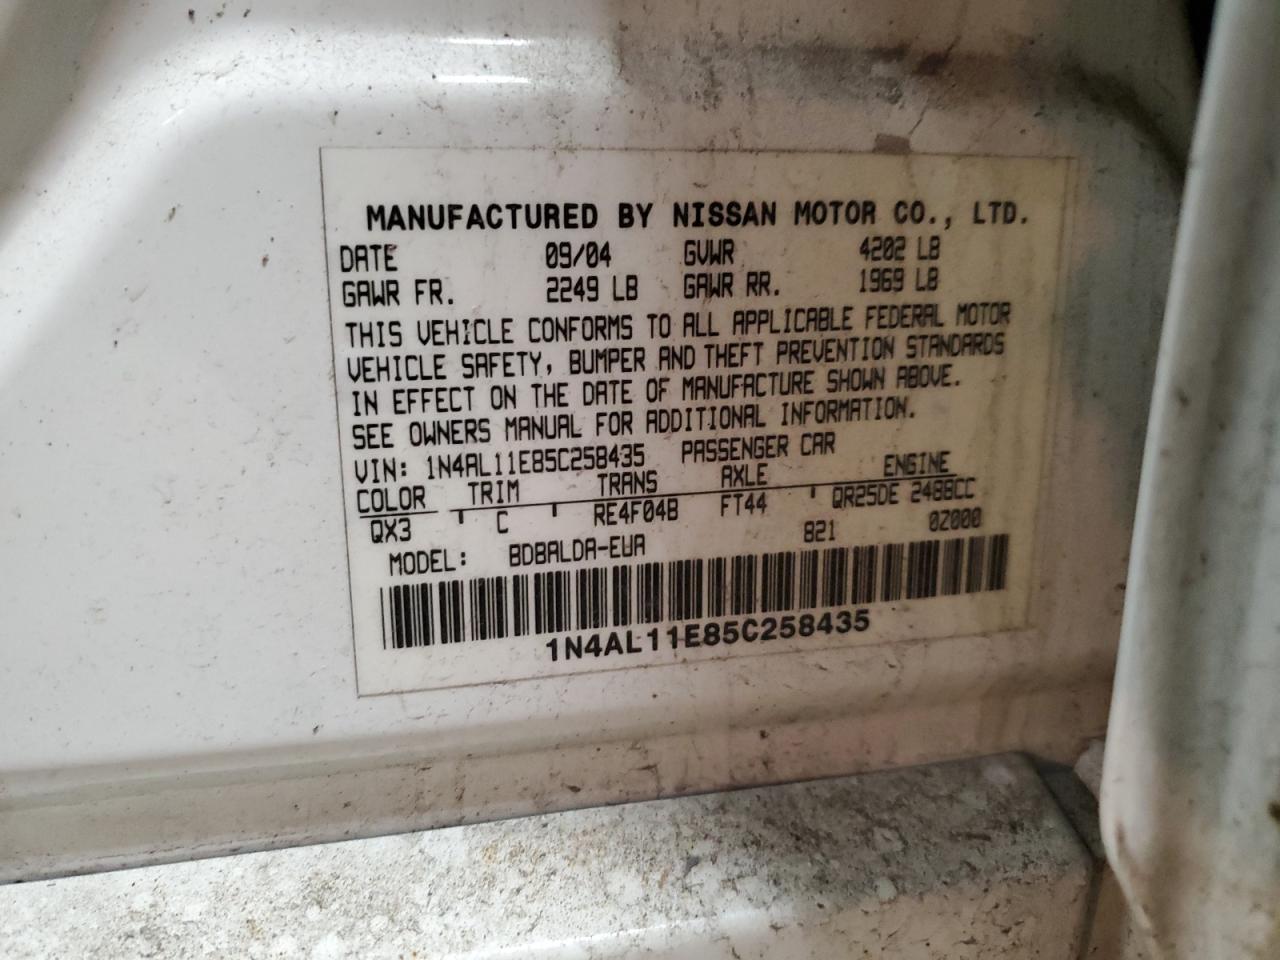 MANUFACTURED BY NISSAN MOTOR CO., LTD.
DATE 09/04 GVWR 4202 LB
GAWR FR. 2249 LB GAWR RR. 1969 LB
THIS VEHICLE CONFORMS TO ALL APPLICABLE FEDERAL MOTOR
VEHICLE SAFETY, BUMPER AND THEFT PREVENTION STANDARDS
IN EFFECT ON THE DATE OF MANUFACTURE SHOWN ABOVE.
SEE OWNERS MANUAL FOR ADDITIONAL INFORMATION.
VIN: 1N4AL11E85C258435 PASSENGER CAR
COLOR TRIM TRANS AXLE ENGINE
QX3 ' C ' RE4F04B FT44 ' QR25DE 2488CC
MODEL: BDBALDA-EUA 821 02000
1N4AL11E85C258435